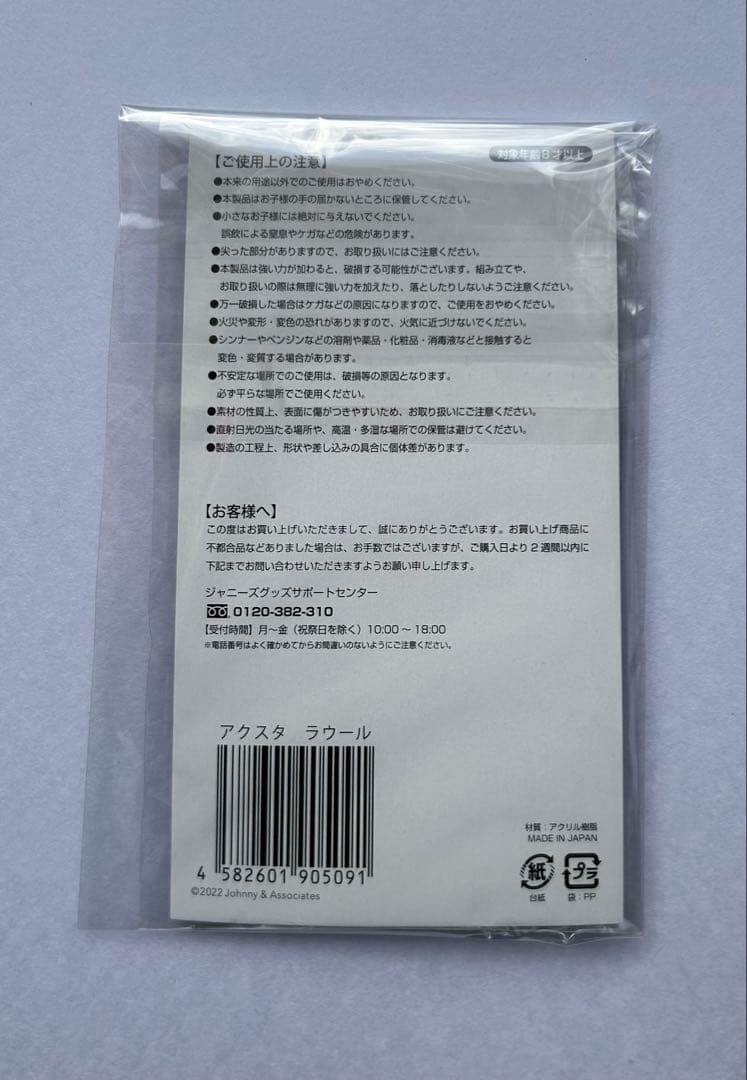 【ご使用上の注意】
対象年齢8才以上
●本来の用途以外でのご使用はおやめください。
●本製品はお子様の手の届かないところに保管してください。
●小さなお子様には絶対に与えないでください。
誤飲による窒息やケガなどの危険があります。
●尖った部分がありますので、お取り扱いにはご注意ください。
●本製品は強い力が加わると、破損する可能性がございます。組み立てや、
お取り扱いの際は無理に強い力を加えたり、落としたりしないようご注意ください。
●万一破損した場合はケガなどの原因になりますので、ご使用をおやめください。
●火災や変形・変色の恐れがありますので、火気に近づけないでください。
●シンナーやベンジンなどの溶剤や薬品・化粧品・消毒液などと接触すると
変色・変質する場合があります。
●不安定な場所でのご使用は、破損等の原因となります。
必ず平らな場所でご使用ください。
●素材の性質上、表面に傷がつきやすいため、お取り扱いにご注意ください。
●直射日光の当たる場所や、高温・多湿な場所での保管は避けてください。
●製造の工程上、形状や差し込みの具合に個体差があります。
【お客様へ】
この度はお買い上げいただきまして、誠にありがとうございます。お買い上げ商品に
不都合品などありました場合は、お手数ではございますが、ご購入日より2週間以内に
下記までお問い合わせいただきますようお願い申し上げます。
ジャニーズグッズサポートセンター
0120-382-310
【受付時間】月～金（祝祭日を除く）10:00～18:00
※電話番号はよく確かめてからお間違いのないようにご注意ください。
アクスタ ラウール
4 582601 905091
©2022 Johnny & Associates
材質：アクリル樹脂
MADE IN JAPAN
紙 プラ
台紙 袋：PP